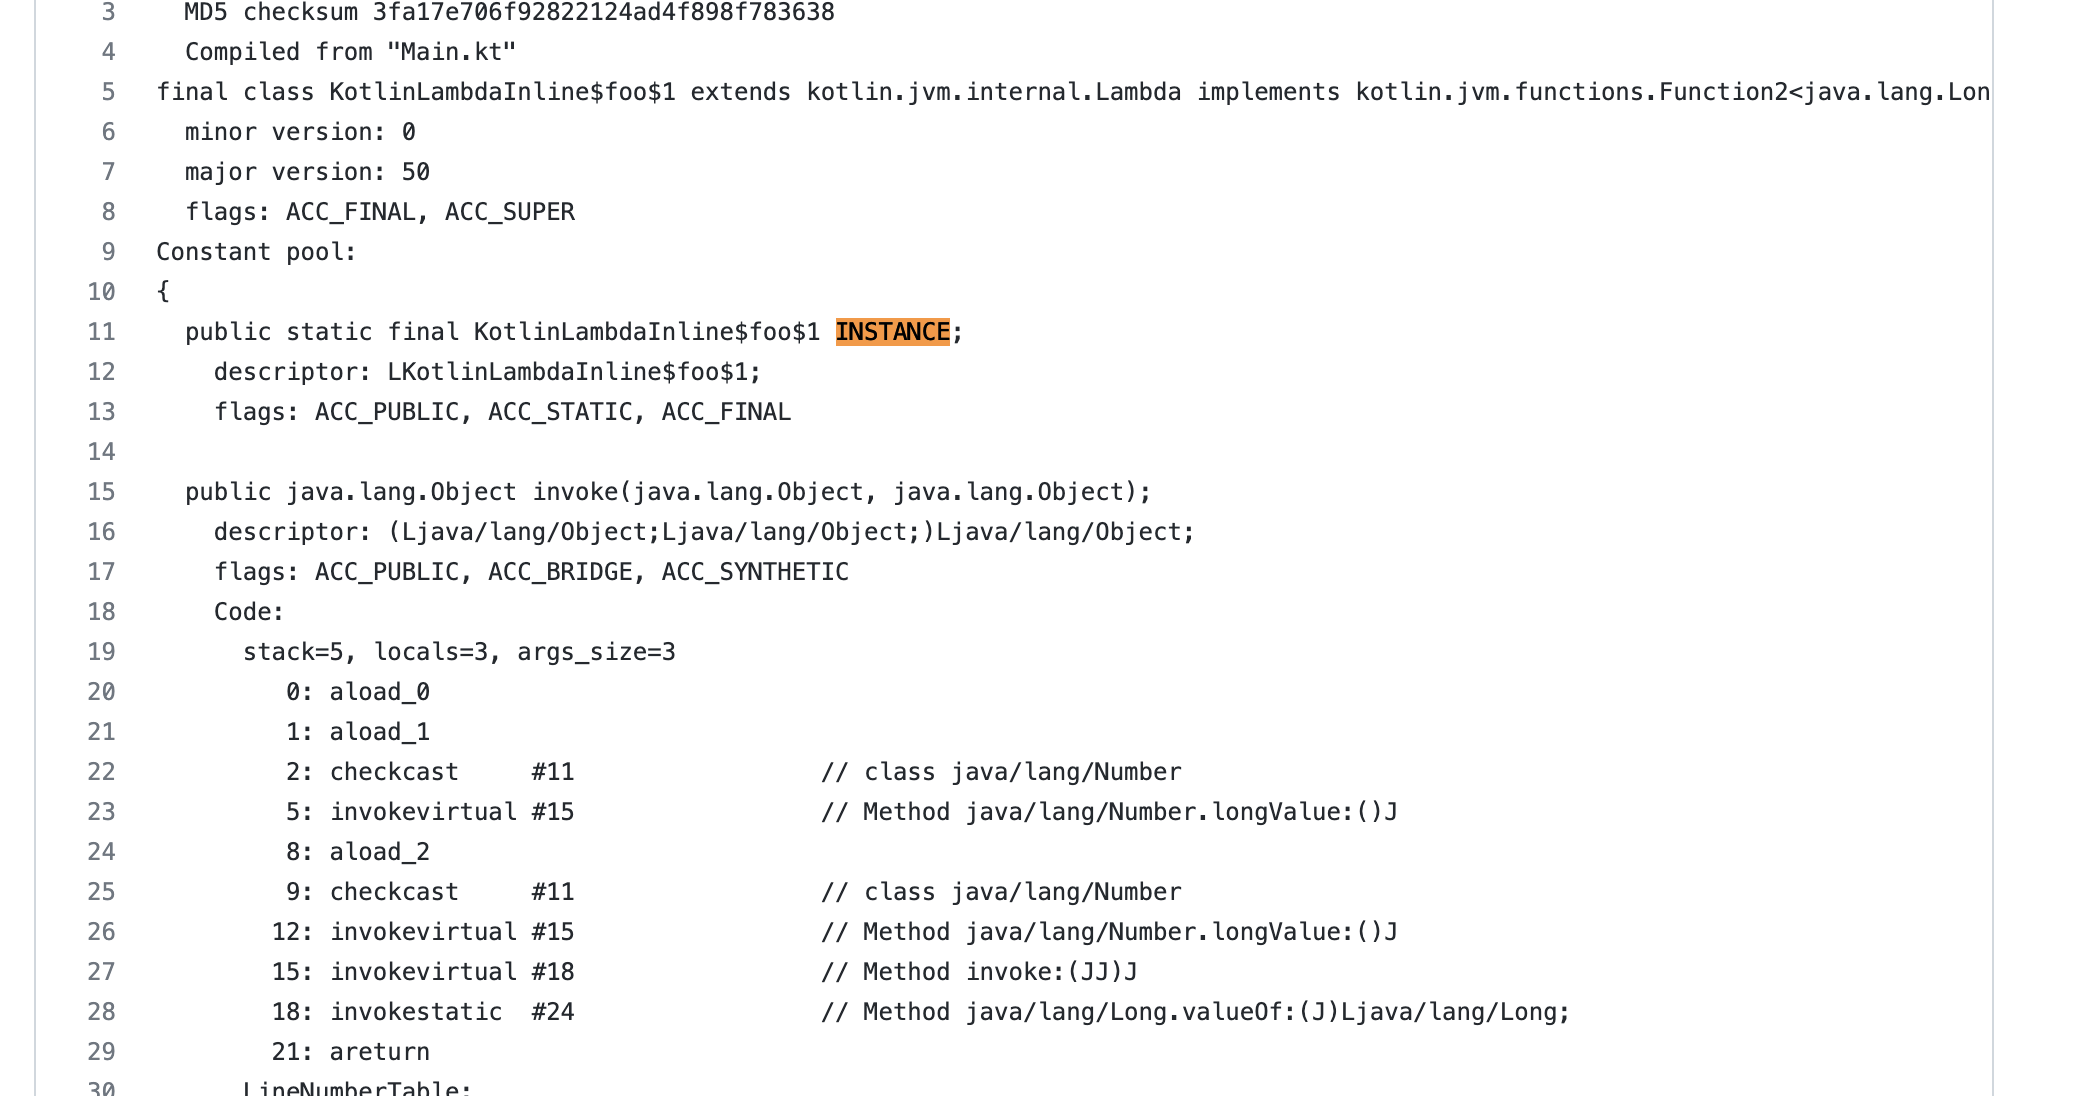 3 MD5 checksum 3fa17e706f92822124ad4f898f783638
4 Compiled from "Main.kt"
5 final class KotlinLambdaInline$foo$1 extends kotlin.jvm.internal.Lambda implements kotlin.jvm.functions.Function2<java.lang.Lon
6 minor version: 0
7 major version: 50
8 flags: ACC_FINAL, ACC_SUPER
9 Constant pool:
10 {
11 public static final KotlinLambdaInline$foo$1 INSTANCE;
12 descriptor: LKotlinLambdaInline$foo$1;
13 flags: ACC_PUBLIC, ACC_STATIC, ACC_FINAL
14
15 public java.lang.Object invoke(java.lang.Object, java.lang.Object);
16 descriptor: (Ljava/lang/Object;Ljava/lang/Object;)Ljava/lang/Object;
17 flags: ACC_PUBLIC, ACC_BRIDGE, ACC_SYNTHETIC
18 Code:
19 stack=5, locals=3, args_size=3
20 0: aload_0
21 1: aload_1
22 2: checkcast #11 // class java/lang/Number
23 5: invokevirtual #15 // Method java/lang/Number.longValue:()J
24 8: aload_2
25 9: checkcast #11 // class java/lang/Number
26 12: invokevirtual #15 // Method java/lang/Number.longValue:()J
27 15: invokevirtual #18 // Method invoke:(JJ)J
28 18: invokestatic #24 // Method java/lang/Long.valueOf:(J)Ljava/lang/Long;
29 21: areturn
30 LineNumberTable: